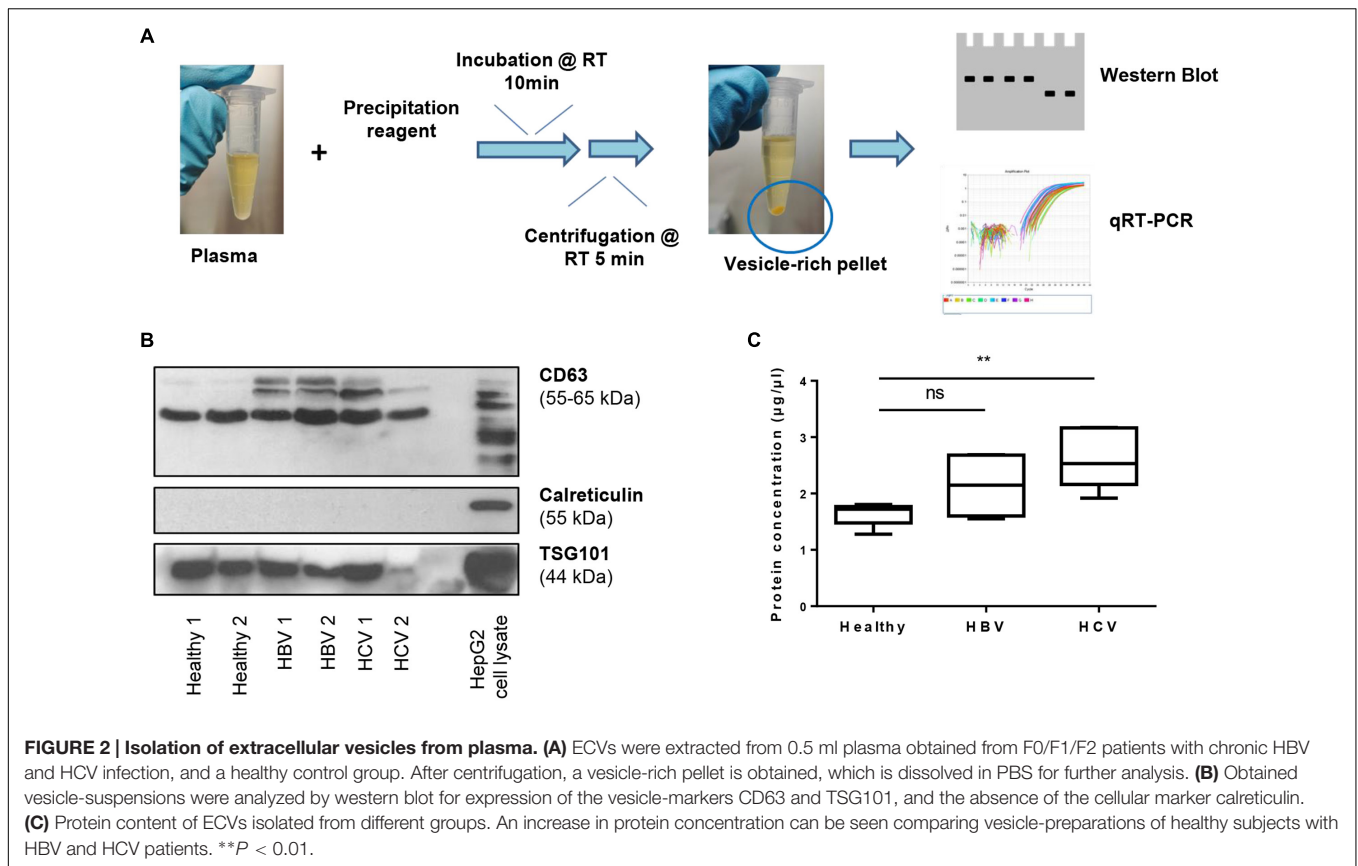 A
Incubation @ RT
10min
Precipitation
reagent
+
Plasma
Centrifugation @
RT 5 min
Vesicle-rich pellet
Western Blot
Amplification Plot
qRT-PCR
B
CD63
(55-65 kDa)
Calreticulin
(55 kDa)
TSG101
(44 kDa)
Healthy 1
Healthy 2
HBV 1
HBV 2
HCV 1
HCV 2
HepG2
cell lysate
C
**
ns
Protein concentration (µg/µl)
4
3
2
1
0
Healthy
HBV
HCV
FIGURE 2 | Isolation of extracellular vesicles from plasma. (A) ECVs were extracted from 0.5 ml plasma obtained from F0/F1/F2 patients with chronic HBV
and HCV infection, and a healthy control group. After centrifugation, a vesicle-rich pellet is obtained, which is dissolved in PBS for further analysis. (B) Obtained
vesicle-suspensions were analyzed by western blot for expression of the vesicle-markers CD63 and TSG101, and the absence of the cellular marker calreticulin.
(C) Protein content of ECVs isolated from different groups. An increase in protein concentration can be seen comparing vesicle-preparations of healthy subjects with
HBV and HCV patients. **P < 0.01.